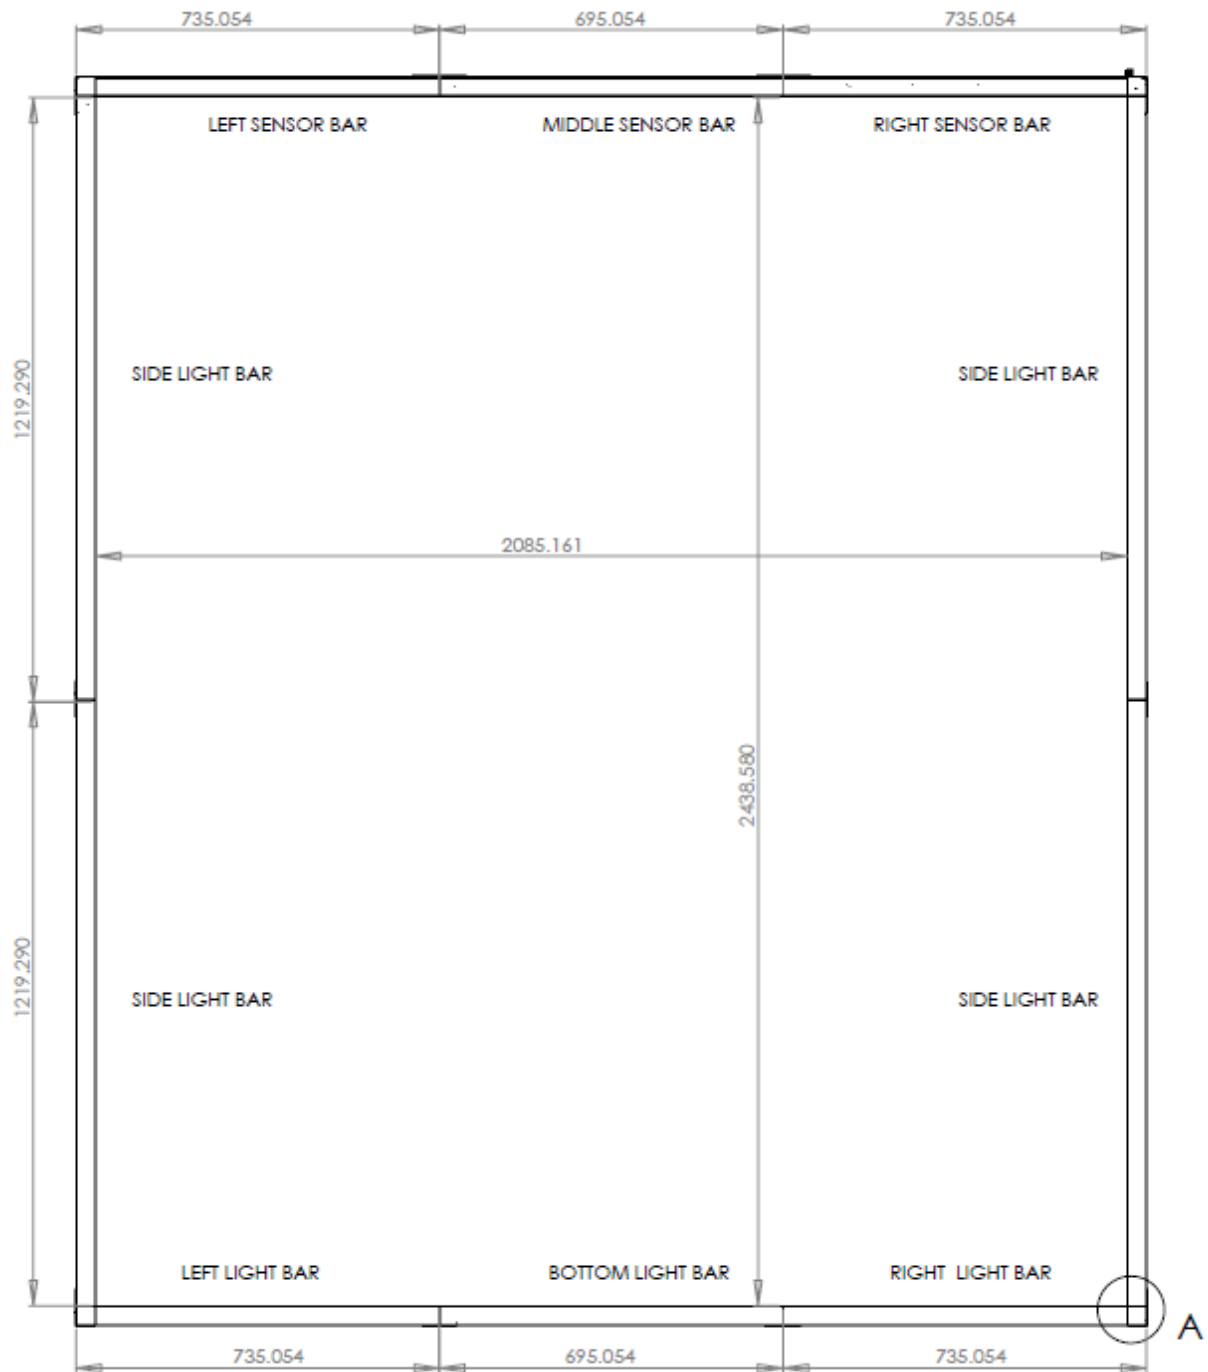 735.054 695.054 735.054
LEFT SENSOR BAR MIDDLE SENSOR BAR RIGHT SENSOR BAR
1219.290
SIDE LIGHT BAR SIDE LIGHT BAR
2085.161
2438.580
1219.290
SIDE LIGHT BAR SIDE LIGHT BAR
LEFT LIGHT BAR BOTTOM LIGHT BAR RIGHT LIGHT BAR
A
735.054 695.054 735.054